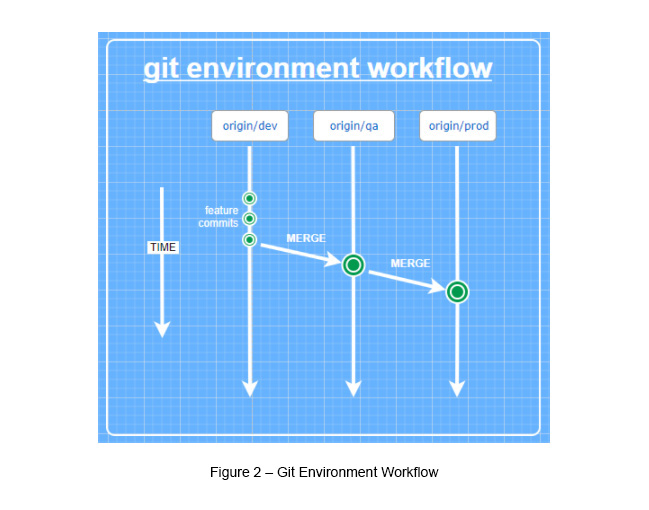 git environment workflow
origin/dev
origin/qa
origin/prod
feature
commits
TIME
MERGE
MERGE
Figure 2 – Git Environment Workflow